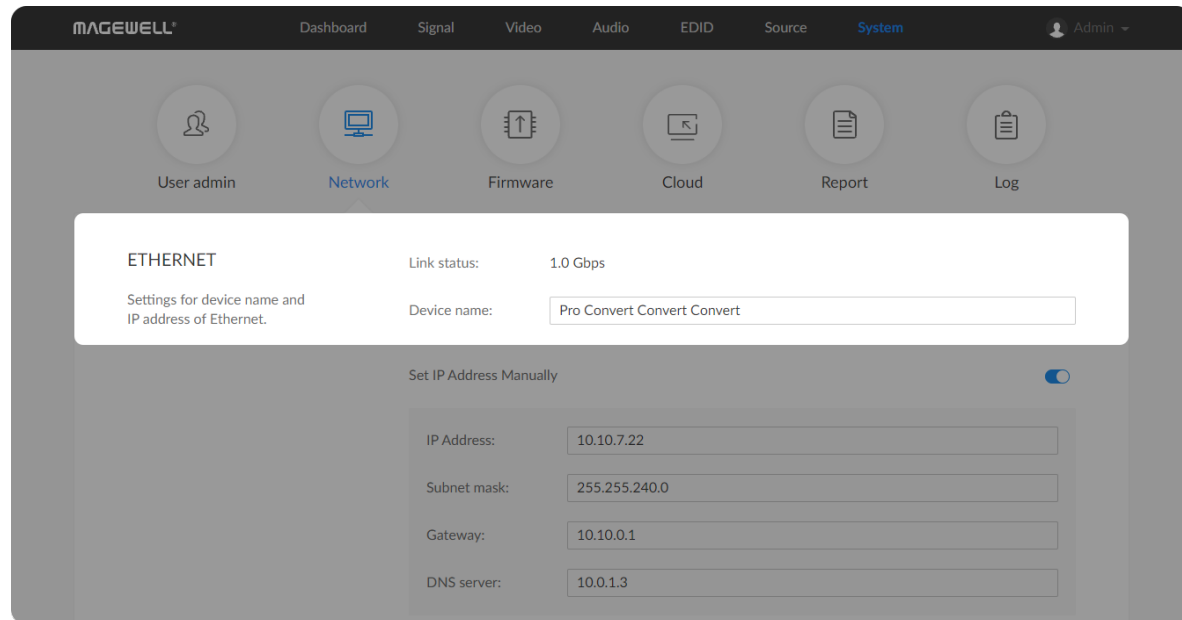 MAGEWELL® Dashboard Signal Video Audio EDID Source System Admin
User admin Network Firmware Cloud Report Log
ETHERNET
Settings for device name and
IP address of Ethernet.
Link status: 1.0 Gbps
Device name: Pro Convert Convert Convert
Set IP Address Manually
IP Address: 10.10.7.22
Subnet mask: 255.255.240.0
Gateway: 10.10.0.1
DNS server: 10.0.1.3